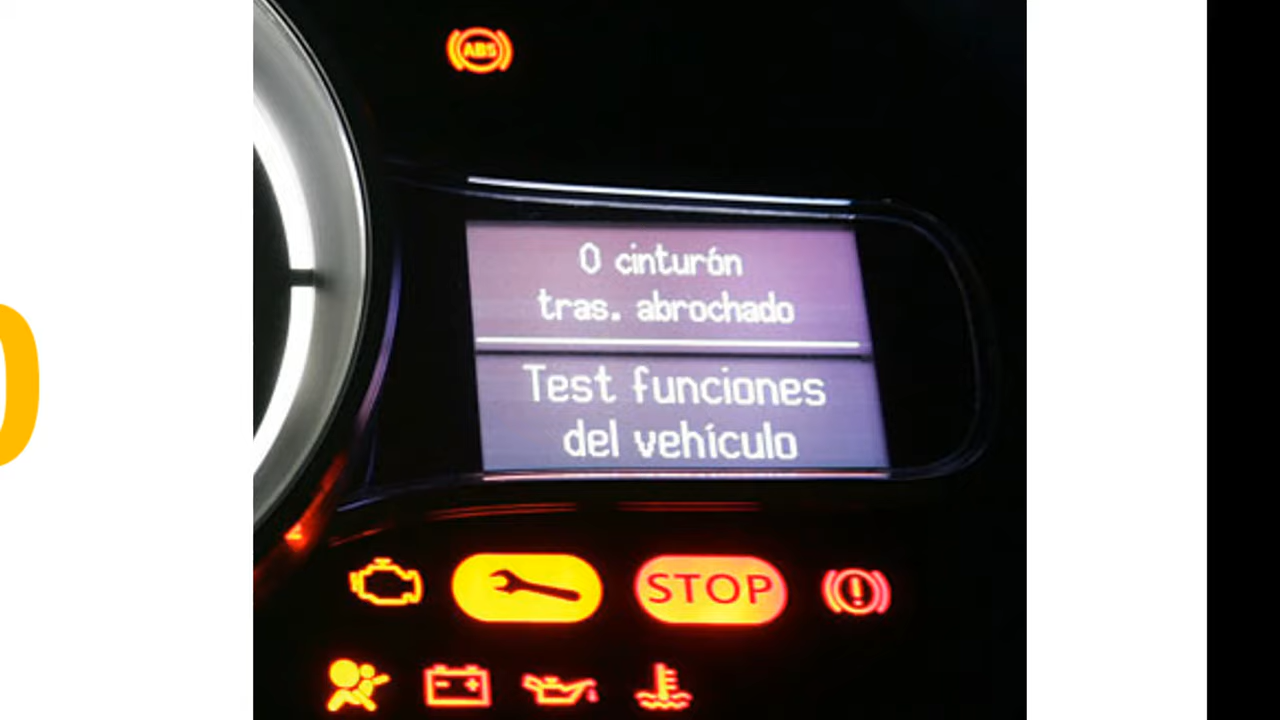 ABS
0 cinturón
tras. abrochado
Test funciones
del vehículo
STOP